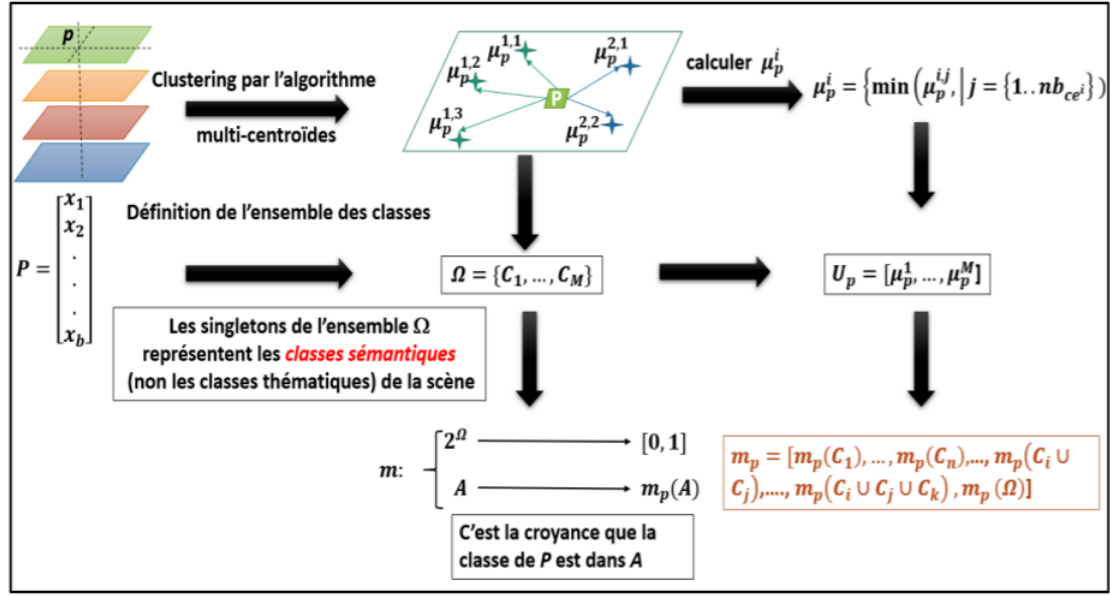 p
Clustering par l'algorithme
multi-centroïdes
μ_p^{1,1}
μ_p^{2,1}
μ_p^{1,2}
P
μ_p^{1,3}
μ_p^{2,2}
calculer μ_p^i
μ_p^i = {min (μ_p^{i,j}, |j = {1..nb_{ce^i}})
P = [x_1 x_2 . . . x_b]
Définition de l'ensemble des classes
Ω = {C_1, ..., C_M}
U_p = [μ_p^1, ..., μ_p^M]
Les singletons de l'ensemble Ω
représentent les classes sémantiques
(non les classes thématiques) de la scène
m:
2^Ω [0, 1]
A m_p(A)
m_p = [m_p(C_1), ..., m_p(C_n),..., m_p(C_i ∪
C_j),...., m_p(C_i ∪ C_j ∪ C_k) , m_p (Ω)]
C'est la croyance que la
classe de P est dans A